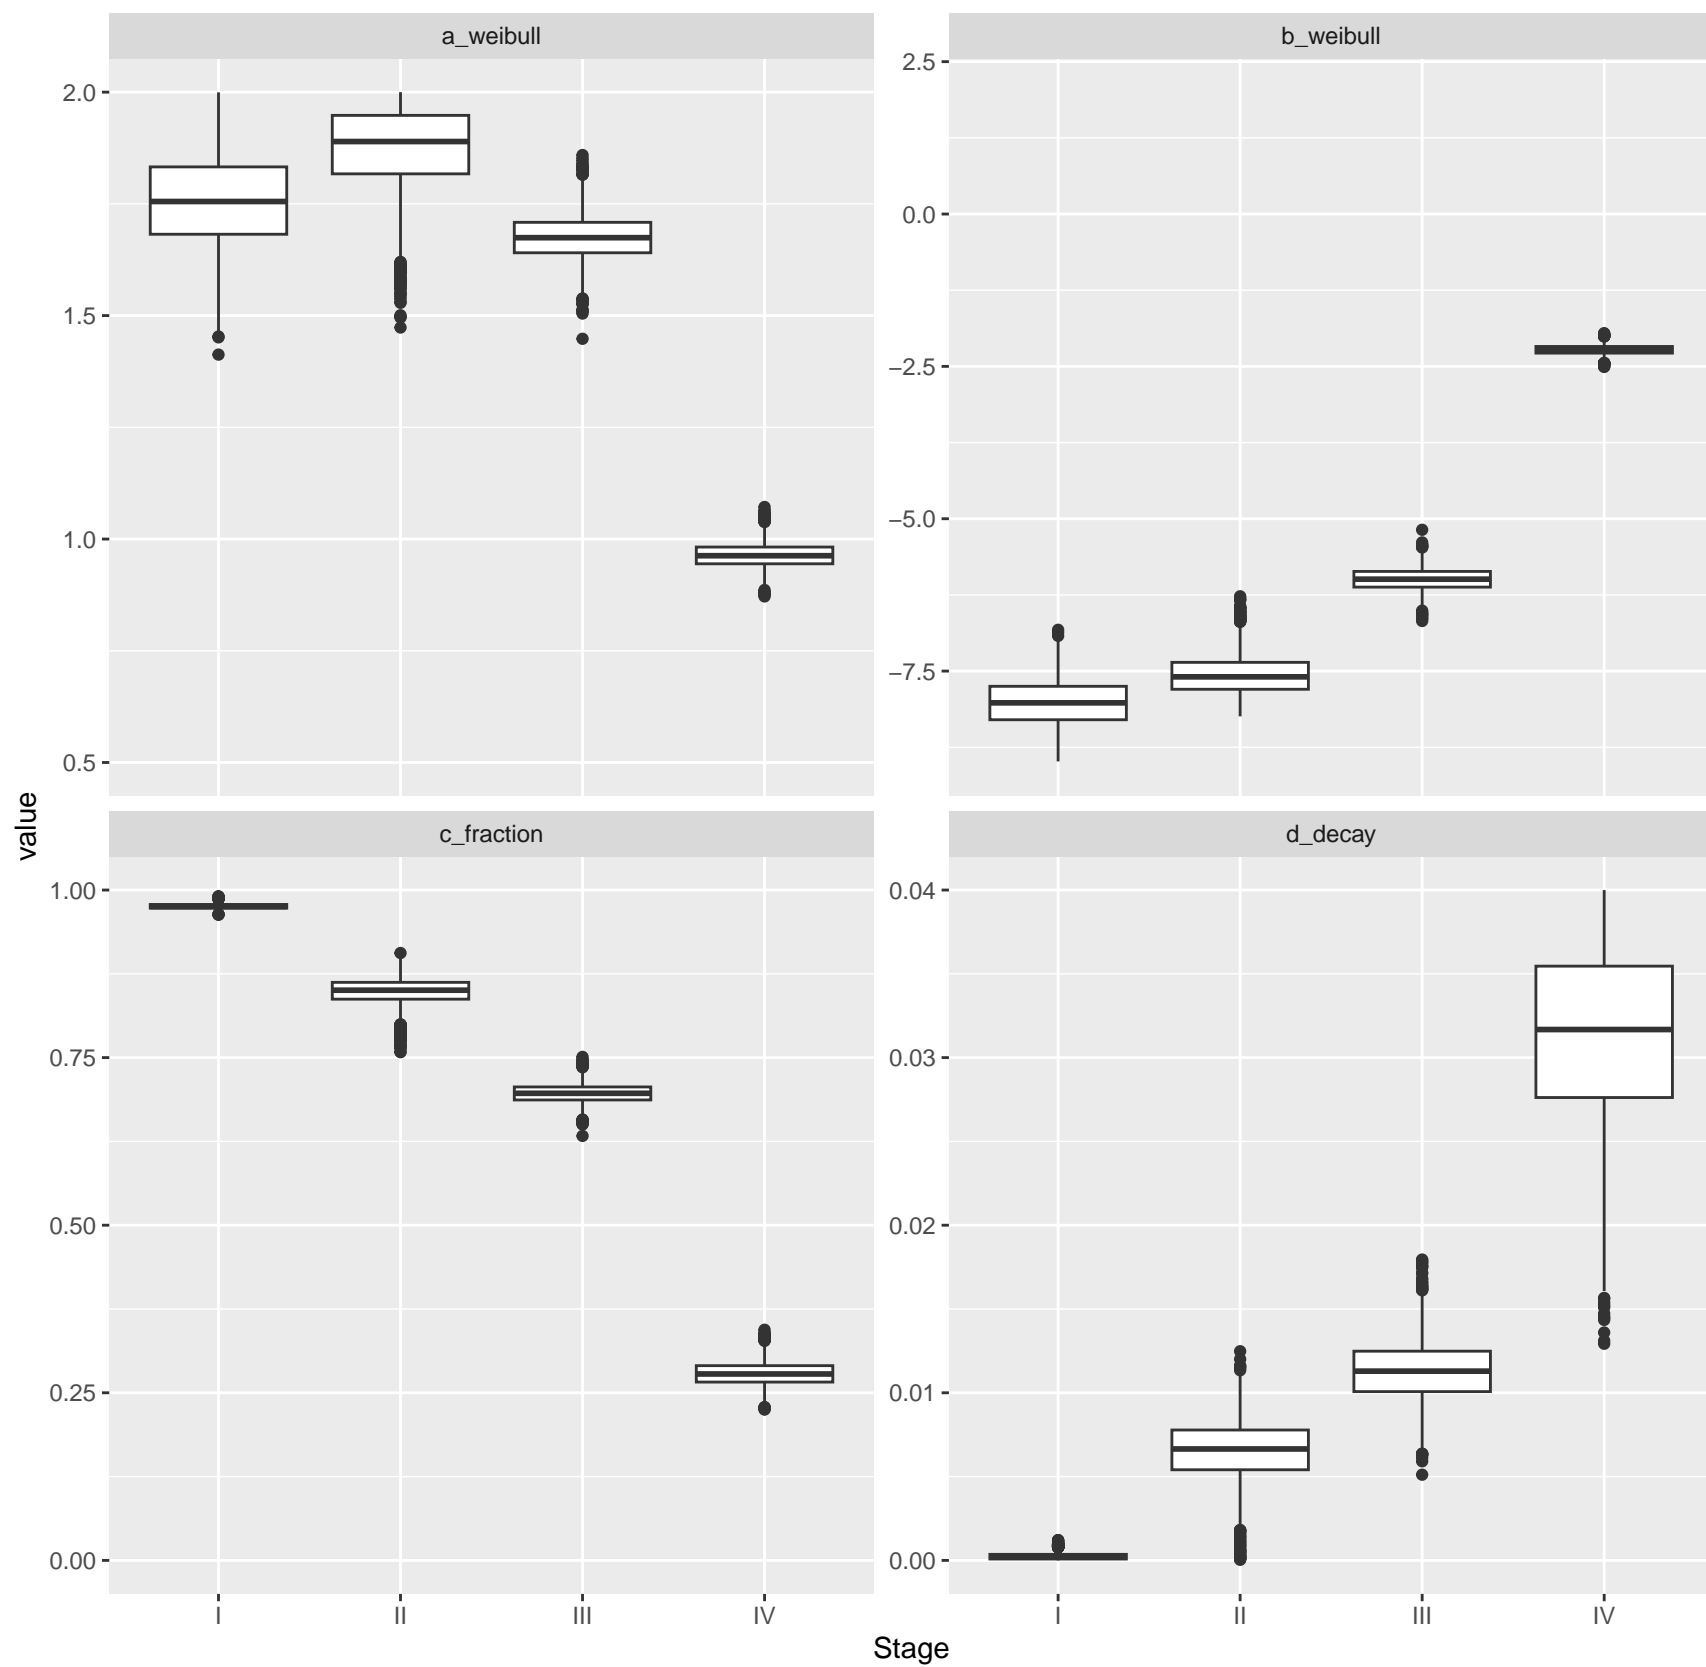 a_weibull
b_weibull
2.0
1.5
1.0
0.5
2.5
0.0
−2.5
−5.0
−7.5
value
c_fraction
d_decay
1.00
0.75
0.50
0.25
0.00
0.04
0.03
0.02
0.01
0.00
I II III IV
I II III IV
Stage